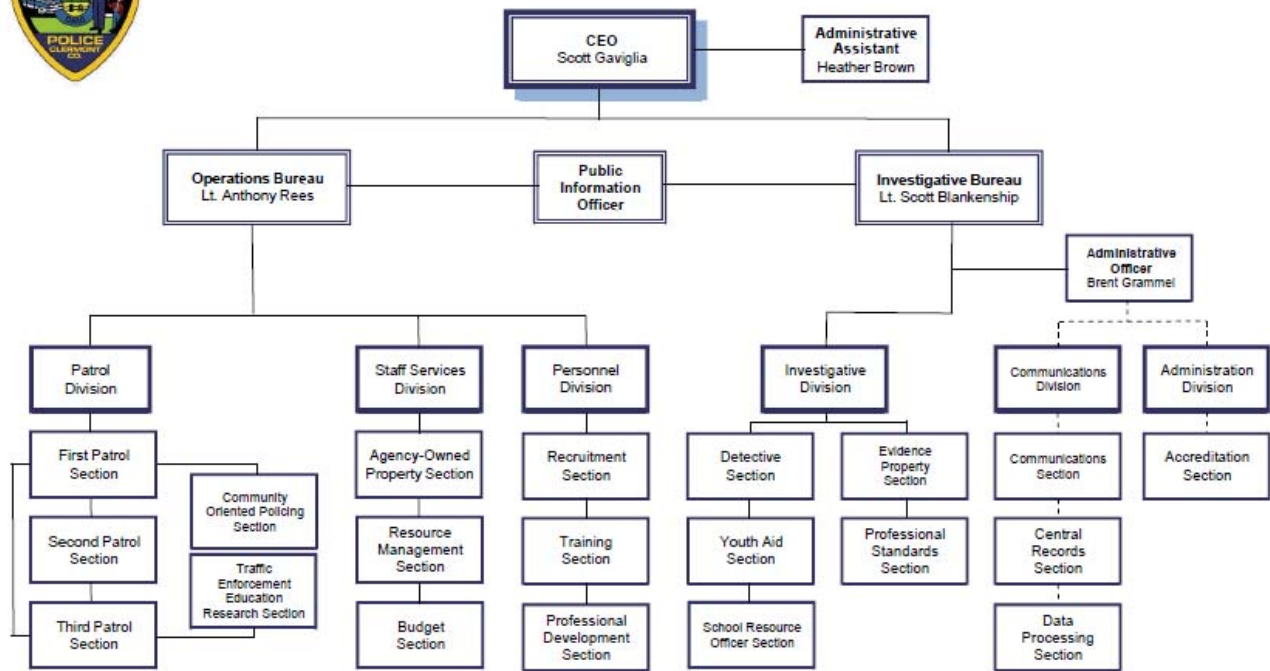 POLICE
CLERMONT
CO.
CEO
Scott Gaviglia
Administrative
Assistant
Heather Brown
Operations Bureau
Lt. Anthony Rees
Public
Information
Officer
Investigative Bureau
Lt. Scott Blankenship
Administrative
Officer
Brent Grammel
Patrol
Division
Staff Services
Division
Personnel
Division
Investigative
Division
Communications
Division
Administration
Division
First Patrol
Section
Community
Oriented Policing
Section
Second Patrol
Section
Traffic
Enforcement
Education
Research Section
Third Patrol
Section
Agency-Owned
Property Section
Resource
Management
Section
Budget
Section
Recruitment
Section
Training
Section
Professional
Development
Section
Detective
Section
Youth Aid
Section
School Resource
Officer Section
Evidence
Property
Section
Professional
Standards
Section
Communications
Section
Central
Records
Section
Data
Processing
Section
Accreditation
Section